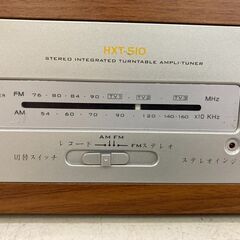 HXT-S10
STEREO INTEGRATED TURNTABLE AMPLI-TUNER
FM 76 - 80 - 84 - 90 - TV1 - TV2 - TV3 MHz
AM 54 60 70 80 90 120 140 160 x10 KHz
AM FM
レコード FMステレオ
切替スイッチ ステレオイン